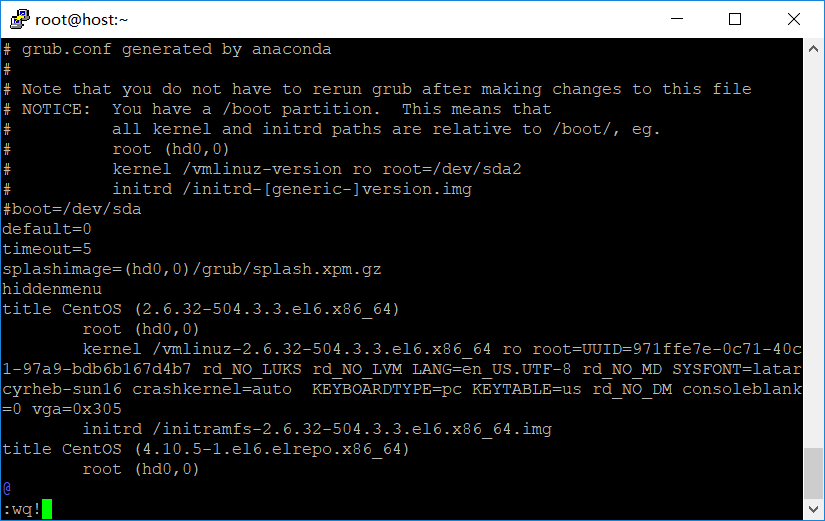 root@host:~
# grub.conf generated by anaconda
#
# Note that you do not have to rerun grub after making changes to this file
# NOTICE:  You have a /boot partition.  This means that
#          all kernel and initrd paths are relative to /boot/, eg.
#          root (hd0,0)
#          kernel /vmlinuz-version ro root=/dev/sda2
#          initrd /initrd-[generic-]version.img
#boot=/dev/sda
default=0
timeout=5
splashimage=(hd0,0)/grub/splash.xpm.gz
hiddenmenu
title CentOS (2.6.32-504.3.3.el6.x86_64)
        root (hd0,0)
        kernel /vmlinuz-2.6.32-504.3.3.el6.x86_64 ro root=UUID=971ffe7e-0c71-40c
1-97a9-bdb6b167d4b7 rd_NO_LUKS rd_NO_LVM LANG=en_US.UTF-8 rd_NO_MD SYSFONT=latar
cyrheb-sun16 crashkernel=auto  KEYBOARDTYPE=pc KEYTABLE=us rd_NO_DM consoleblank
=0 vga=0x305
        initrd /initramfs-2.6.32-504.3.3.el6.x86_64.img
title CentOS (4.10.5-1.el6.elrepo.x86_64)
        root (hd0,0)
@
:wq!